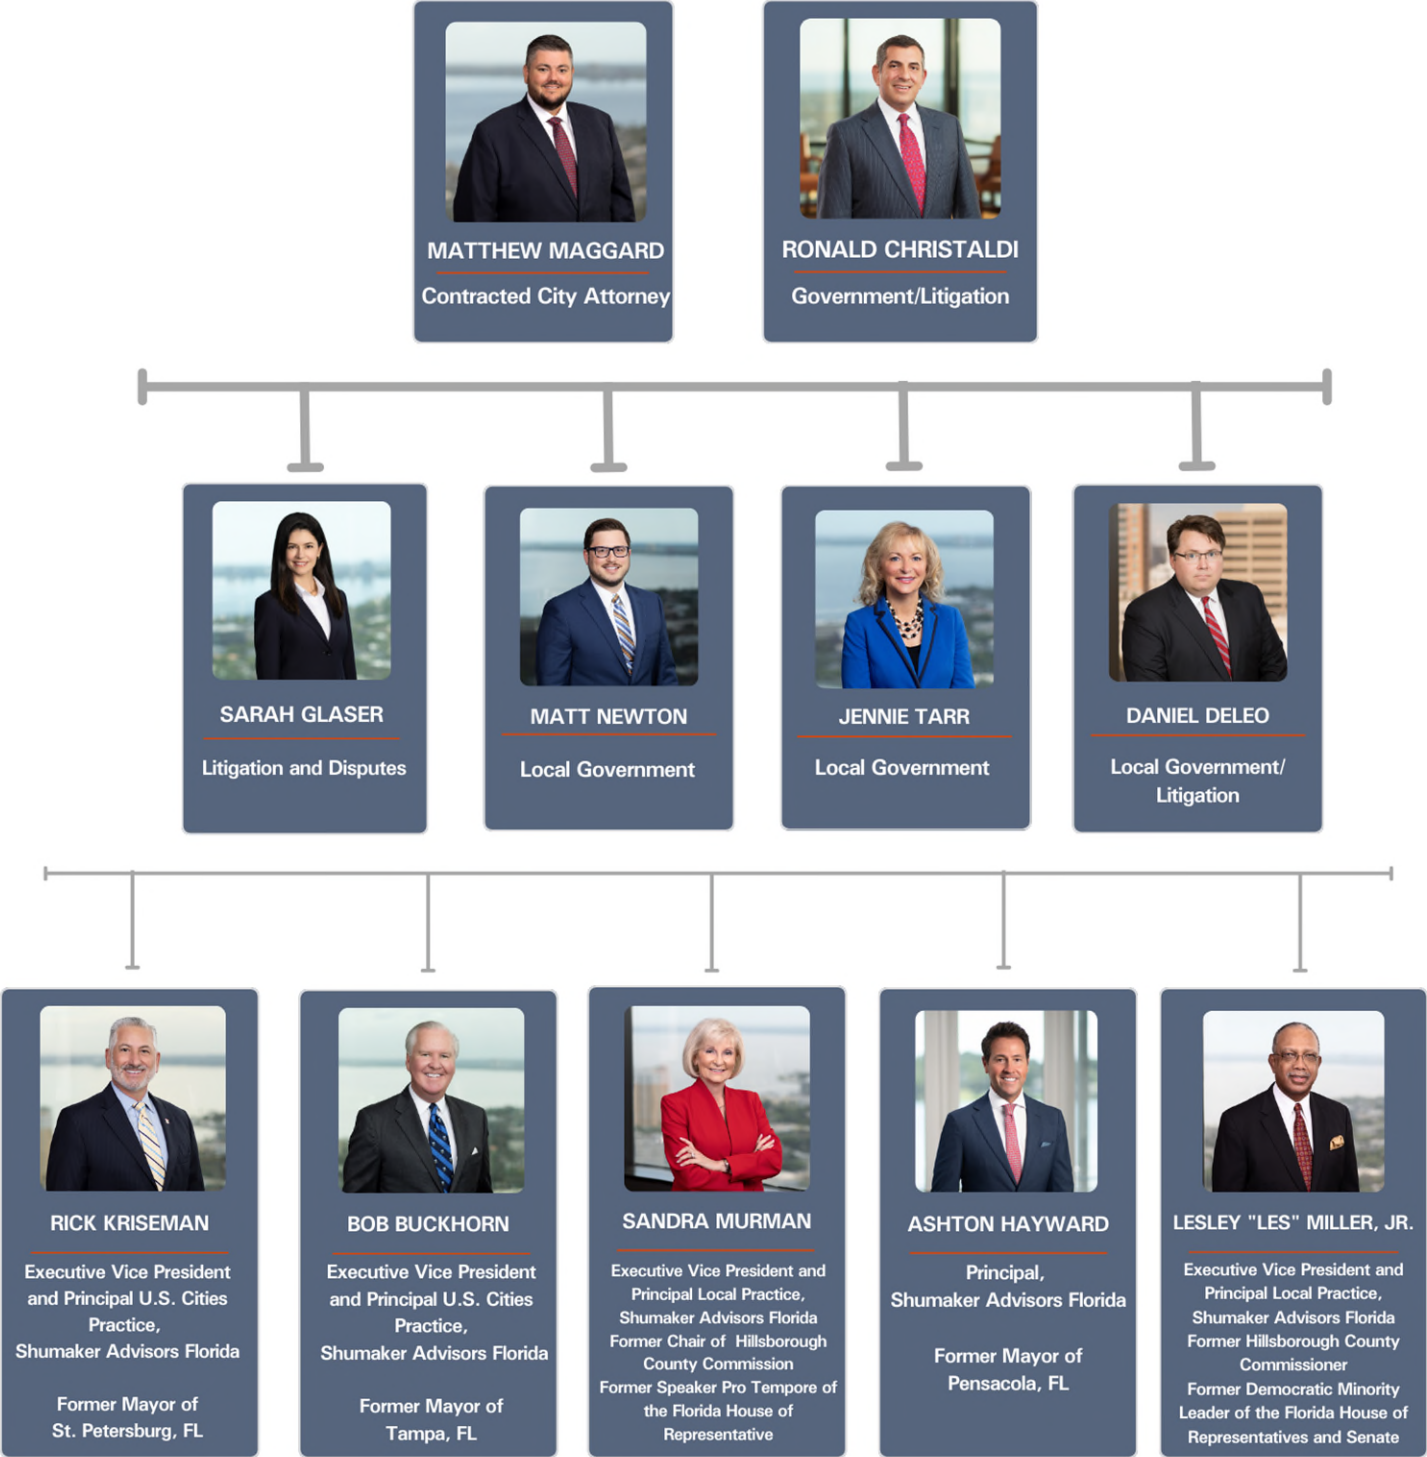 MATTHEW MAGGARD
Contracted City Attorney
RONALD CHRISTALDI
Government/Litigation
SARAH GLASER
Litigation and Disputes
MATT NEWTON
Local Government
JENNIE TARR
Local Government
DANIEL DELEO
Local Government/
Litigation
RICK KRISEMAN
Executive Vice President
and Principal U.S. Cities
Practice,
Shumaker Advisors Florida
Former Mayor of
St. Petersburg, FL
BOB BUCKHORN
Executive Vice President
and Principal U.S. Cities
Practice,
Shumaker Advisors Florida
Former Mayor of
Tampa, FL
SANDRA MURMAN
Executive Vice President and
Principal Local Practice,
Shumaker Advisors Florida
Former Chair of Hillsborough
County Commission
Former Speaker Pro Tempore of
the Florida House of
Representative
ASHTON HAYWARD
Principal,
Shumaker Advisors Florida
Former Mayor of
Pensacola, FL
LESLEY "LES" MILLER, JR.
Executive Vice President and
Principal Local Practice,
Shumaker Advisors Florida
Former Hillsborough County
Commissioner
Former Democratic Minority
Leader of the Florida House of
Representatives and Senate